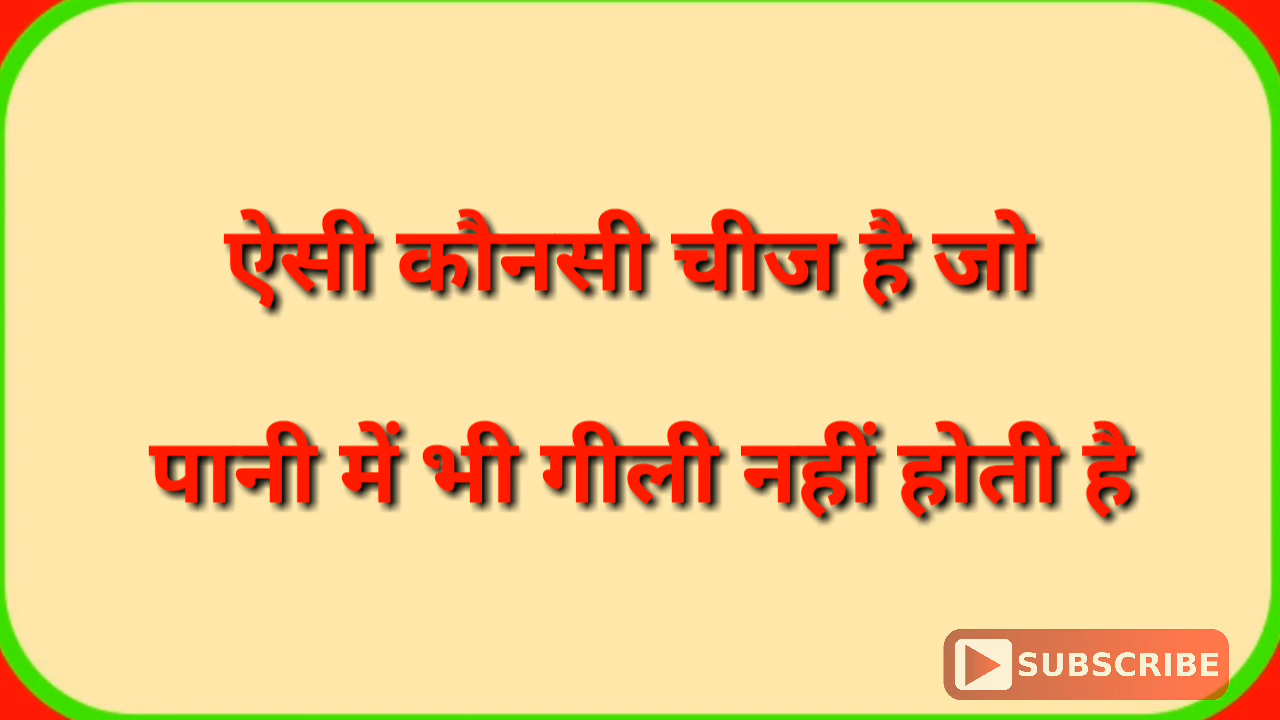 ऐसी कौनसी चीज है जो
पानी में भी गीली नहीं होती है
SUBSCRIBE